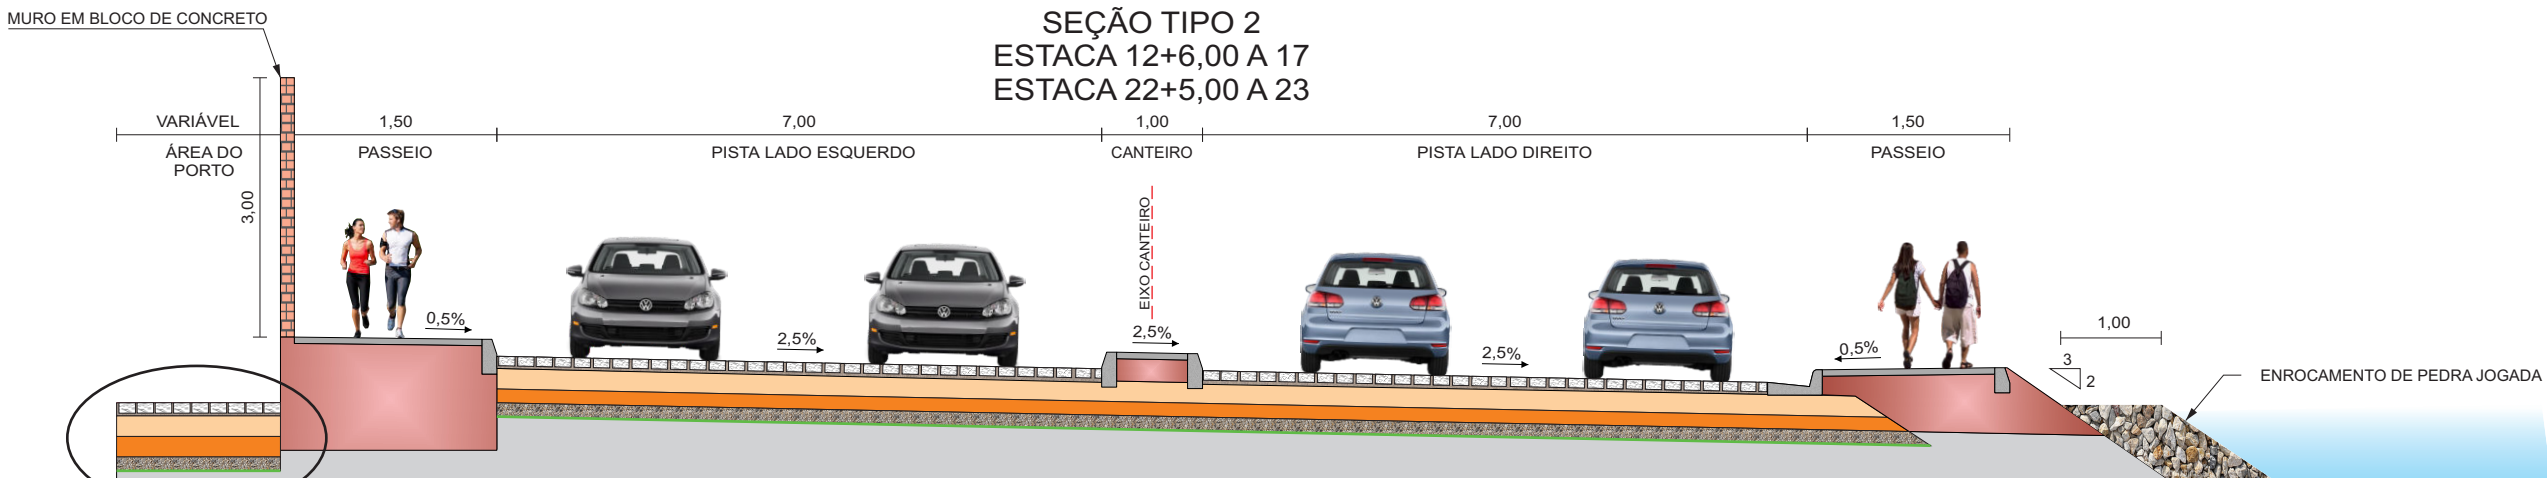 MURO EM BLOCO DE CONCRETO
SEÇÃO TIPO 2
ESTACA 12+6,00 A 17
ESTACA 22+5,00 A 23
VARIÁVEL
1,50
7,00
1,00
7,00
1,50
ÁREA DO
PORTO
PASSEIO
PISTA LADO ESQUERDO
CANTEIRO
PISTA LADO DIREITO
PASSEIO
3,00
EIXO CANTEIRO
0,5%
2,5%
2,5%
2,5%
0,5%
1,00
3
2
ENROCAMENTO DE PEDRA JOGADA